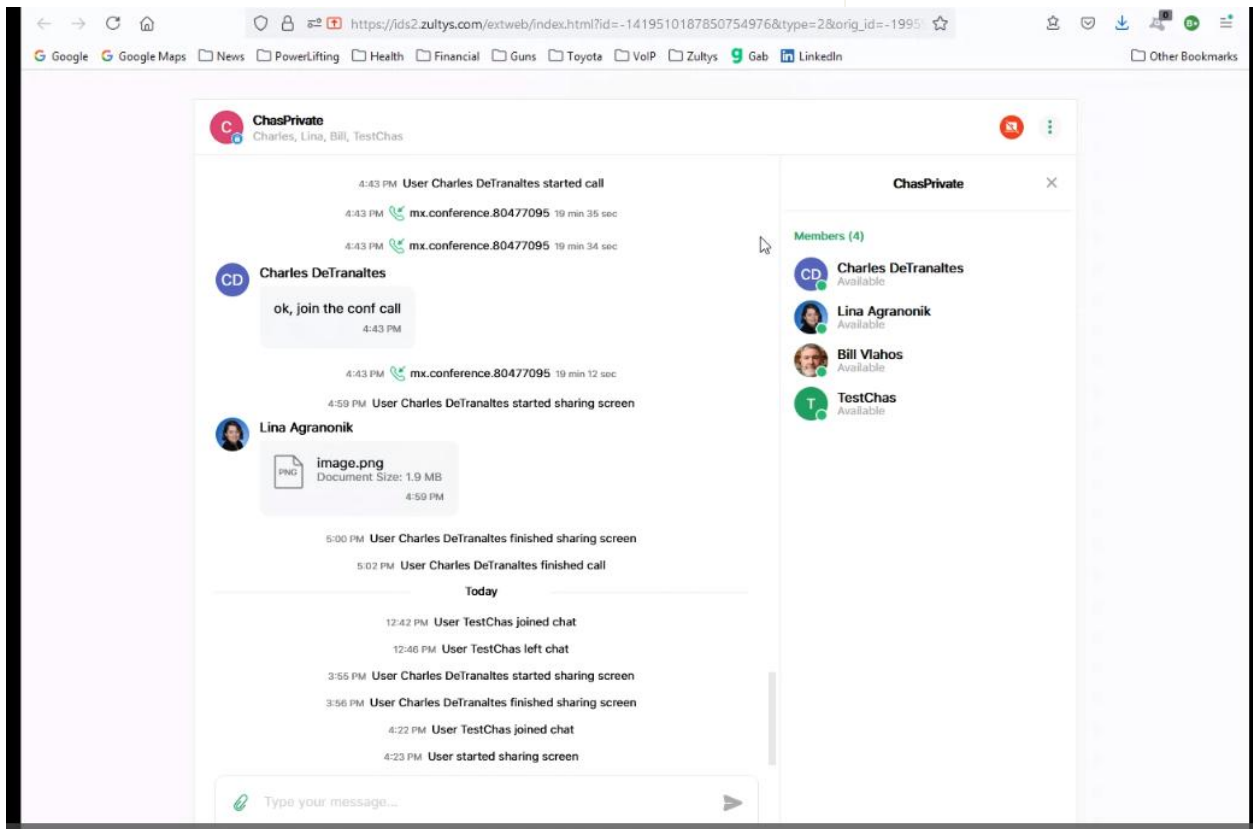 https://ids2.zultys.com/extweb/index.html?id=-1419510187850754976&type=2&orig_id=-1995
0
B+
Google Google Maps News PowerLifting Health Financial Guns Toyota VoIP Zultys Gab LinkedIn Other Bookmarks
C ChasPrivate
Charles, Lina, Bill, TestChas
4:43 PM User Charles DeTranaltes started call
4:43 PM mx.conference.80477095 19 min 35 sec
4:43 PM mx.conference.80477095 19 min 34 sec
CD Charles DeTranaltes
ok, join the conf call
4:43 PM
4:43 PM mx.conference.80477095 19 min 12 sec
4:59 PM User Charles DeTranaltes started sharing screen
Lina Agranonik
PNG image.png
Document Size: 1.9 MB
4:59 PM
5:00 PM User Charles DeTranaltes finished sharing screen
5:02 PM User Charles DeTranaltes finished call
Today
12:42 PM User TestChas joined chat
12:46 PM User TestChas left chat
3:55 PM User Charles DeTranaltes started sharing screen
3:56 PM User Charles DeTranaltes finished sharing screen
4:22 PM User TestChas joined chat
4:23 PM User started sharing screen
Type your message...
ChasPrivate
Members (4)
CD Charles DeTranaltes
Available
Lina Agranonik
Available
Bill Vlahos
Available
T TestChas
Available